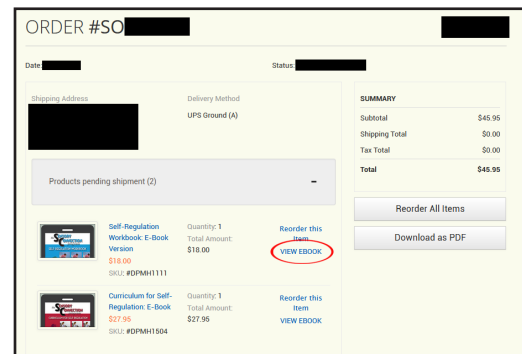 ORDER #SO
Date:
Status:
Shipping Address
Delivery Method
UPS Ground (A)
Products pending shipment (2)
-
Self-Regulation
Workbook: E-Book
Version
$18.00
SKU: #DPMH1111
Quantity: 1
Total Amount:
$18.00
Reorder this
Item
VIEW EBOOK
Curriculum for Self-
Regulation: E-Book
$27.95
SKU: #DPMH1504
Quantity: 1
Total Amount:
$27.95
Reorder this
Item
VIEW EBOOK
SUMMARY
Subtotal $45.95
Shipping Total $0.00
Tax Total $0.00
Total $45.95
Reorder All Items
Download as PDF